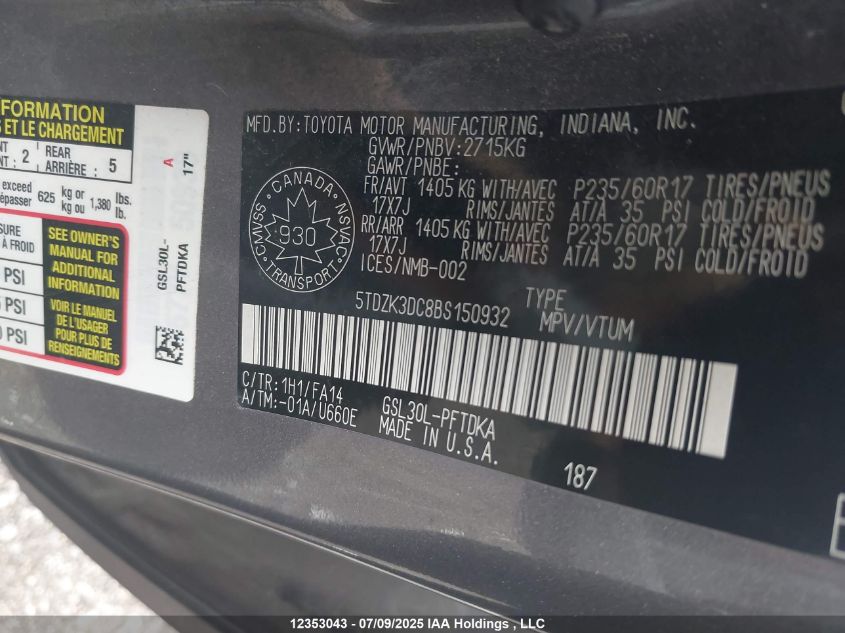 FORMATION
S ET LE CHARGEMENT
NT 2 REAR 5
NT : ARRIÈRE :
exceed 625 kg or 1,380 lbs.
dépasser kg ou lb.
SURE
À FROID
PSI
PSI
0 PSI
SEE OWNER'S
MANUAL FOR
ADDITIONAL
INFORMATION
VOIR LE MANUEL
DE L'USAGER
POUR PLUS DE
RENSEIGNEMENTS
A
17"
GSL30L-
PFTDKA
MFD.BY:TOYOTA MOTOR MANUFACTURING, INDIANA, INC.
GVWR/PNBV:2715KG
GAWR/PNBE:
FR/AVT 1405 KG WITH/AVEC P235/60R17 TIRES/PNEUS
17X7J RIMS/JANTES AT/A 35 PSI COLD/FROID
RR/ARR 1405 KG WITH/AVEC P235/60R17 TIRES/PNEUS
17X7J RIMS/JANTES AT/A 35 PSI COLD/FROID
ICES/NMB-002
CANADA
CMVSS NSVAC
930
TRANSPORT
5TDZK3DC8BS150932 TYPE
MPV/VTUM
C/TR:1H1/FA14
A/TM:-01A/U660E
GSL30L-PFTDKA
MADE IN U.S.A.
187
12353043 - 07/09/2025 IAA Holdings , LLC